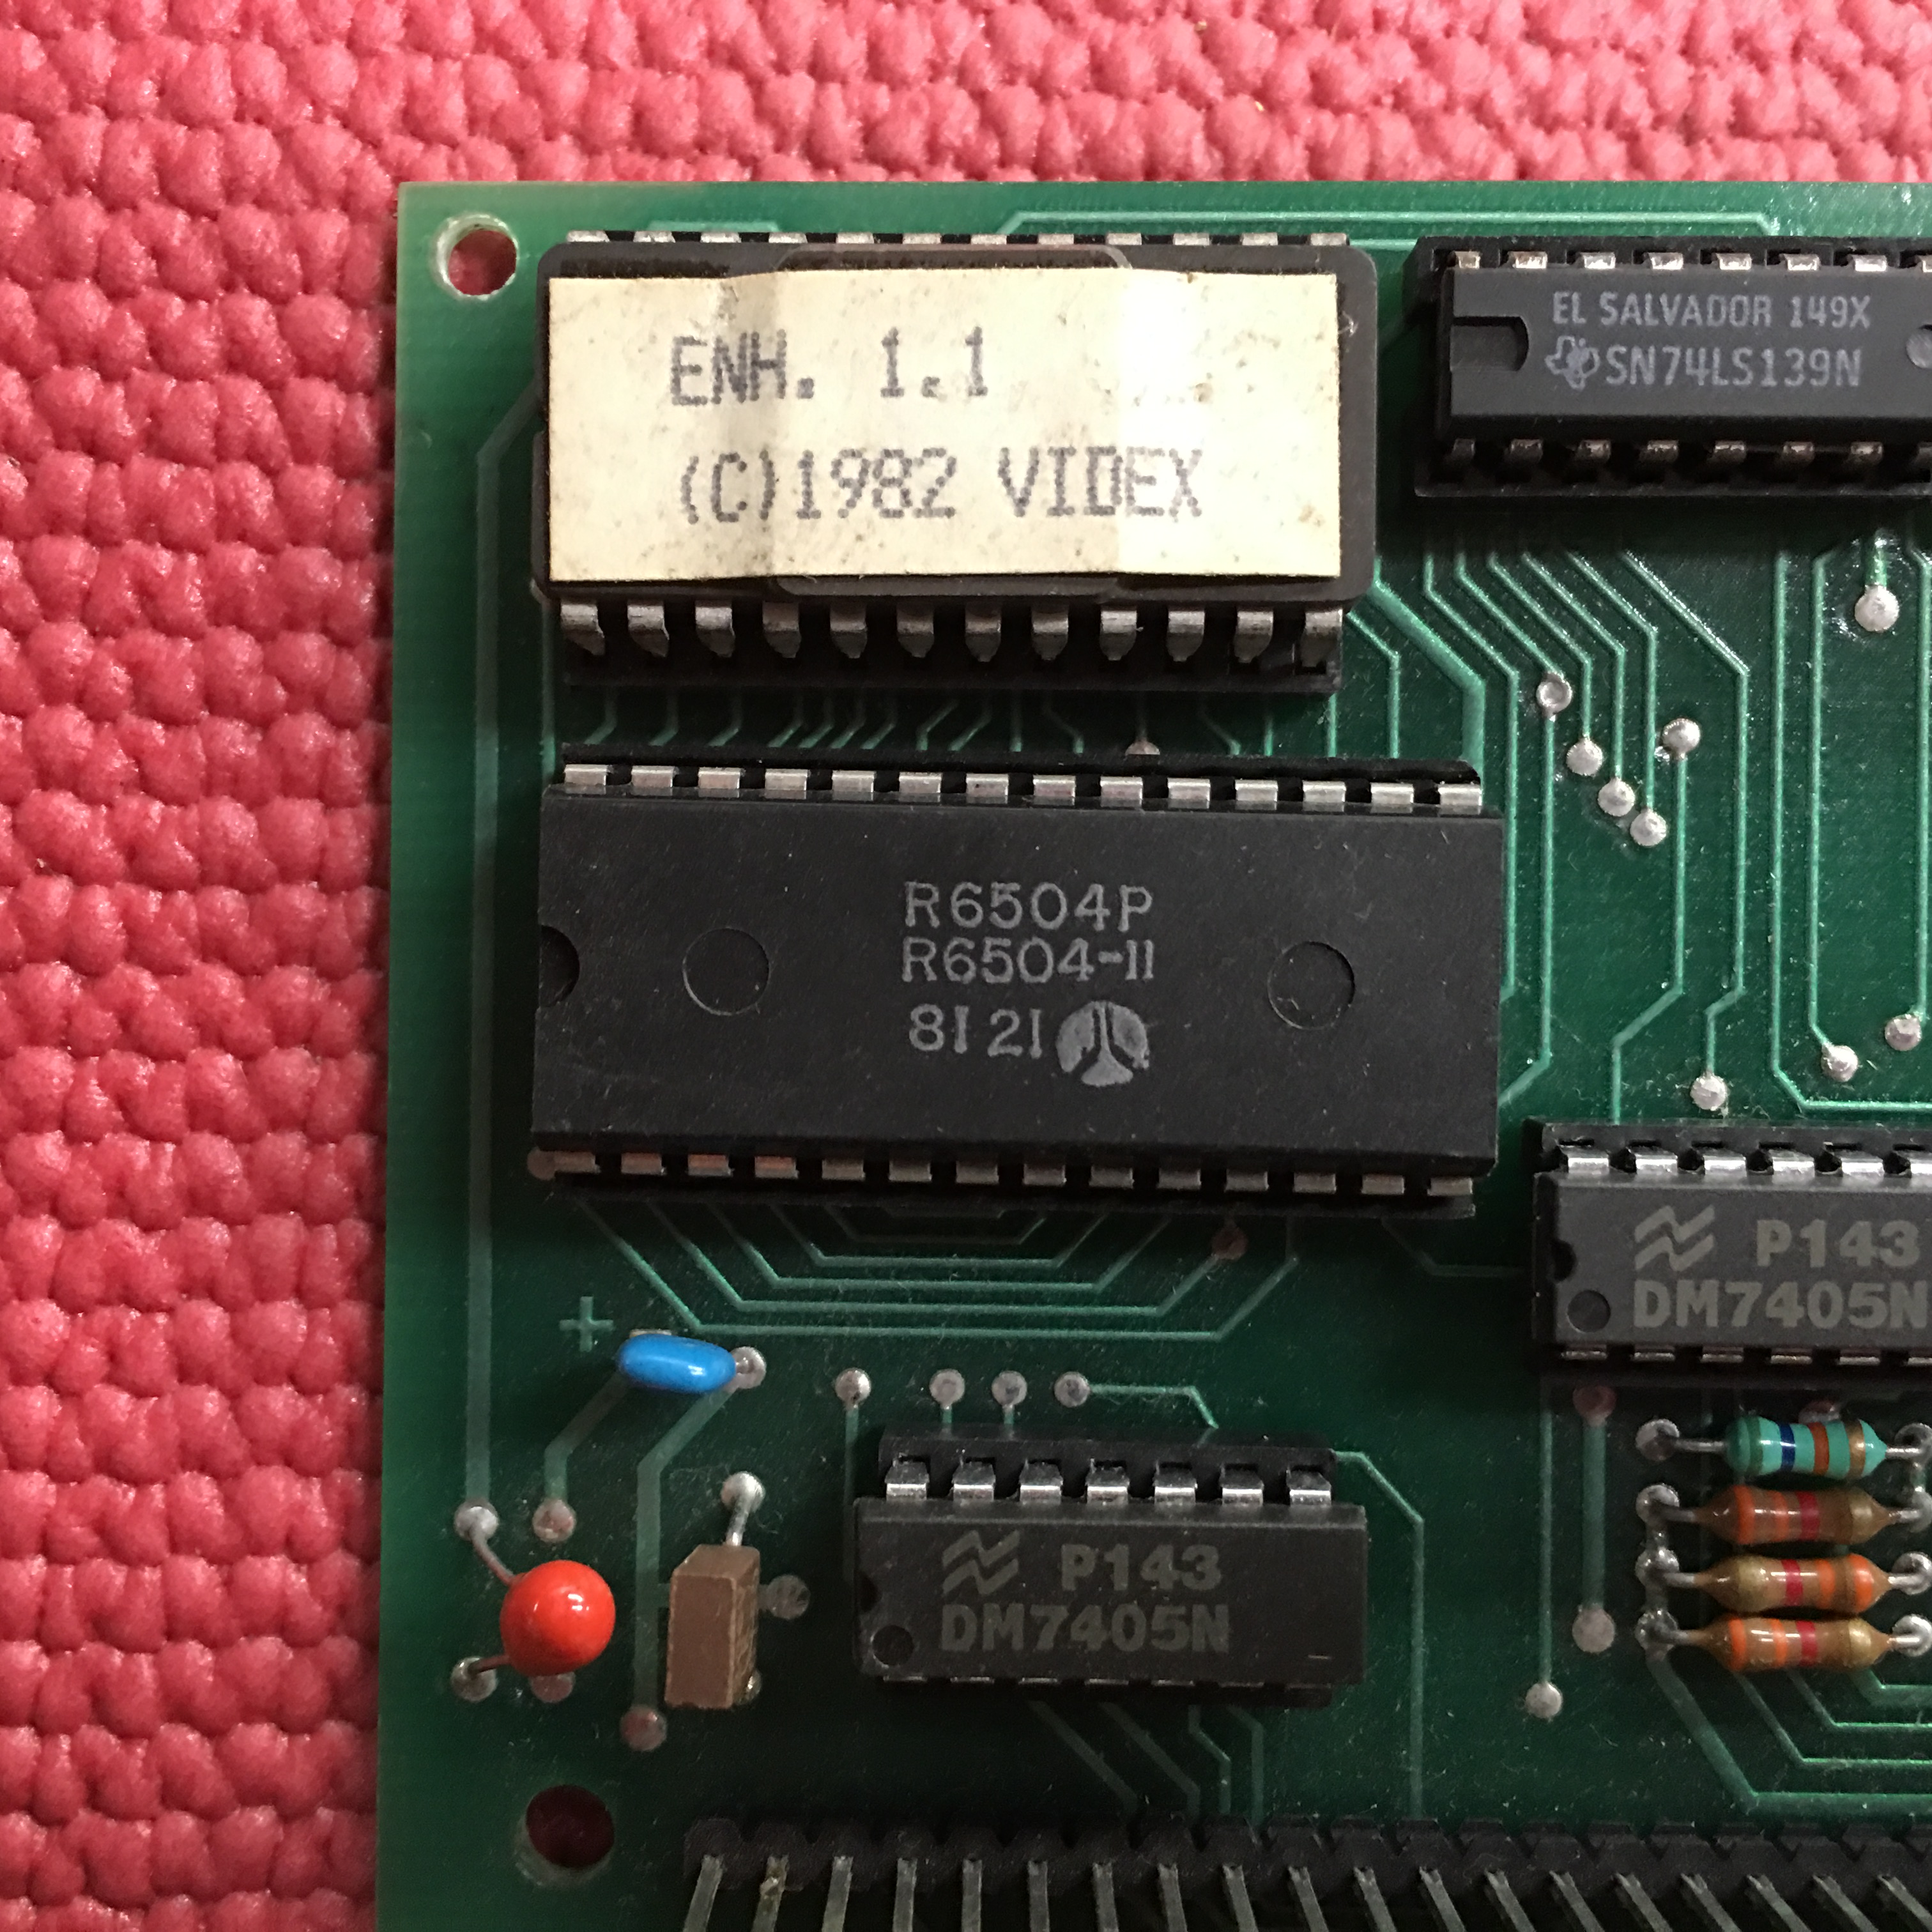 ENH. 1.1
(C)1982 VIDEX
EL SALVADOR 149X
SN74LS139N
R6504P
R6504-11
8121
P143
DM7405N
+
P143
DM7405N